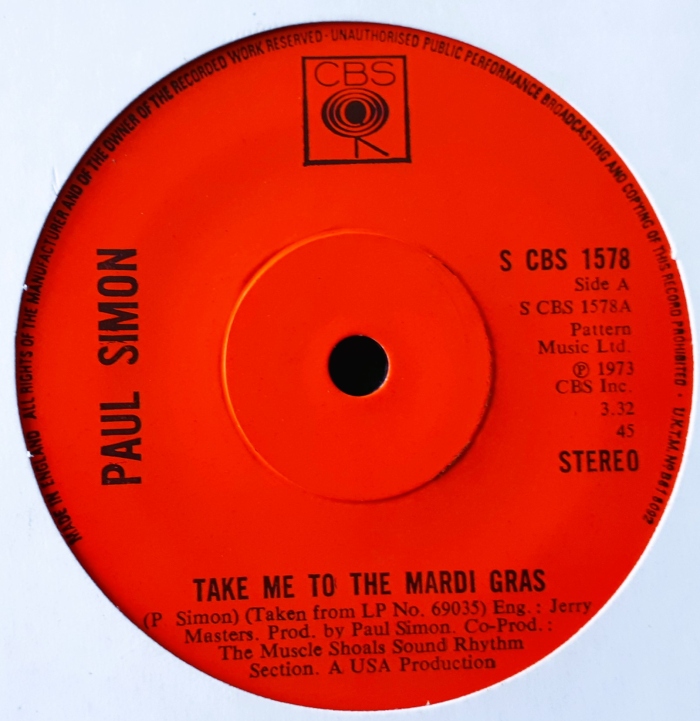 MADE IN ENGLAND ALL RIGHTS OF THE MANUFACTURER AND OF THE OWNER OF THE RECORDED WORK RESERVED · UNAUTHORISED PUBLIC PERFORMANCE BROADCASTING AND COPYING OF THIS RECORD PROHIBITED · U.K.T.M. No
CBS
PAUL SIMON
S CBS 1578
Side A
S CBS 1578A
Pattern
Music Ltd.
℗ 1973
CBS Inc.
3.32
45
STEREO
TAKE ME TO THE MARDI GRAS
(P Simon) (Taken from LP No. 69035) Eng. : Jerry
Masters. Prod. by Paul Simon. Co-Prod. :
The Muscle Shoals Sound Rhythm
Section. A USA Production